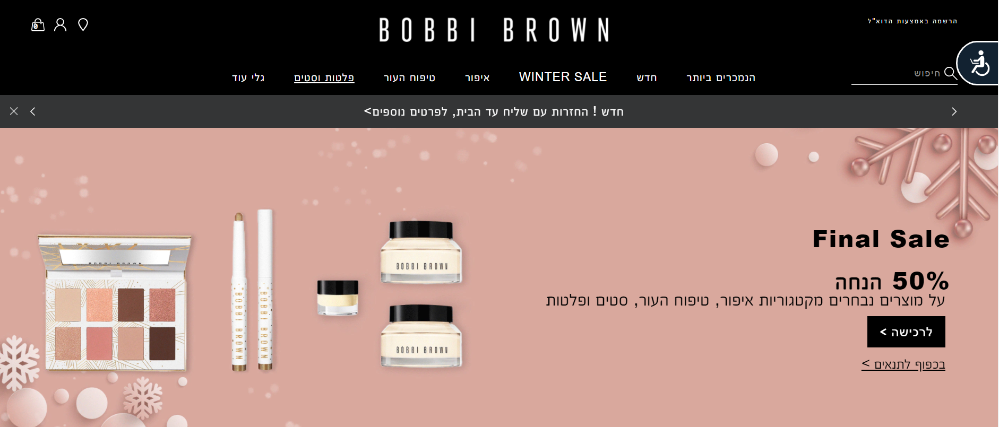 הרשמה באמצעות הדוא"ל
BOBBI BROWN
0
חיפוש
הנמכרים ביותר
חדש
WINTER SALE
איפור
טיפוח העור
פלטות וסטים
גלי עוד
חדש ! החזרות עם שליח עד הבית, לפרטים נוספים>
Final Sale
50% הנחה
על מוצרים נבחרים מקטגוריות איפור, טיפוח העור, סטים ופלטות
לרכישה >
בכפוף לתנאים >
BOBBI BROWN
BOBBI BROWN
BOBBI BROWN
BOBBI BROWN
BOBBI BROWN